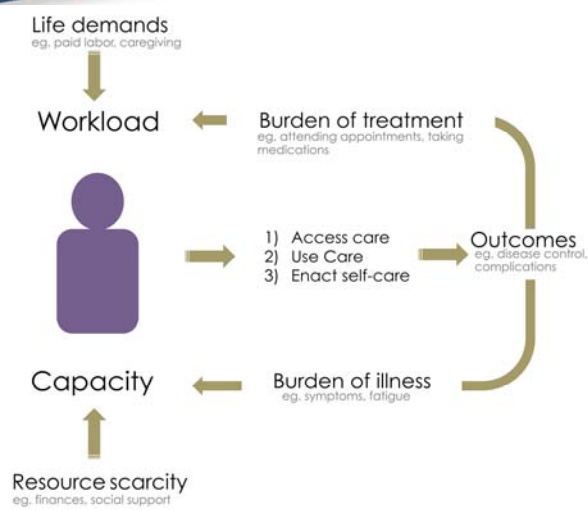 Life demands
eg. paid labor, caregiving
Workload
Burden of treatment
eg. attending appointments, taking
medications
1) Access care
2) Use Care
3) Enact self-care
Outcomes
eg. disease control,
complications
Capacity
Burden of illness
eg. symptoms, fatigue
Resource scarcity
eg. finances, social support